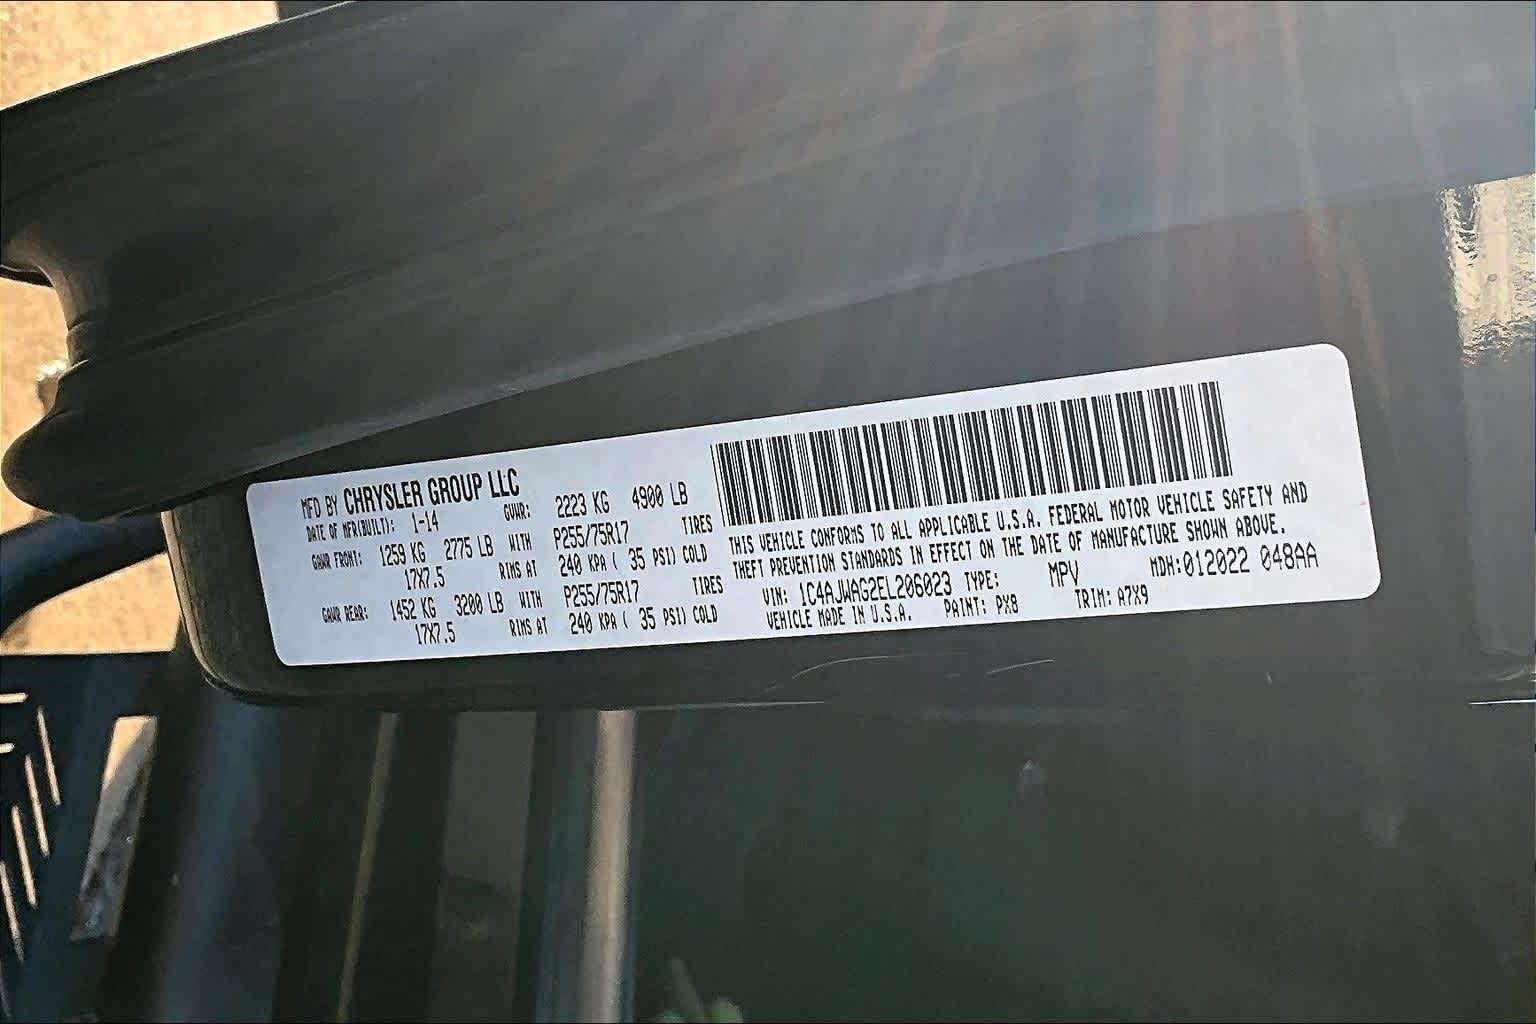 MFD BY CHRYSLER GROUP LLC
DATE OF MFR(BUILT): 1-14 GVWR: 2223 KG 4900 LB
GAWR FRONT: 1259 KG 2775 LB WITH P255/75R17 TIRES
17X7.5 RIMS AT 240 KPA ( 35 PSI) COLD
GAWR REAR: 1452 KG 3200 LB WITH P255/75R17 TIRES
17X7.5 RIMS AT 240 KPA ( 35 PSI) COLD
THIS VEHICLE CONFORMS TO ALL APPLICABLE U.S.A. FEDERAL MOTOR VEHICLE SAFETY AND
THEFT PREVENTION STANDARDS IN EFFECT ON THE DATE OF MANUFACTURE SHOWN ABOVE.
VIN: 1C4AJWAG2EL206023 TYPE: MPV MDH:012022 048AA
VEHICLE MADE IN U.S.A. PAINT: PX8 TRIM: A7X9